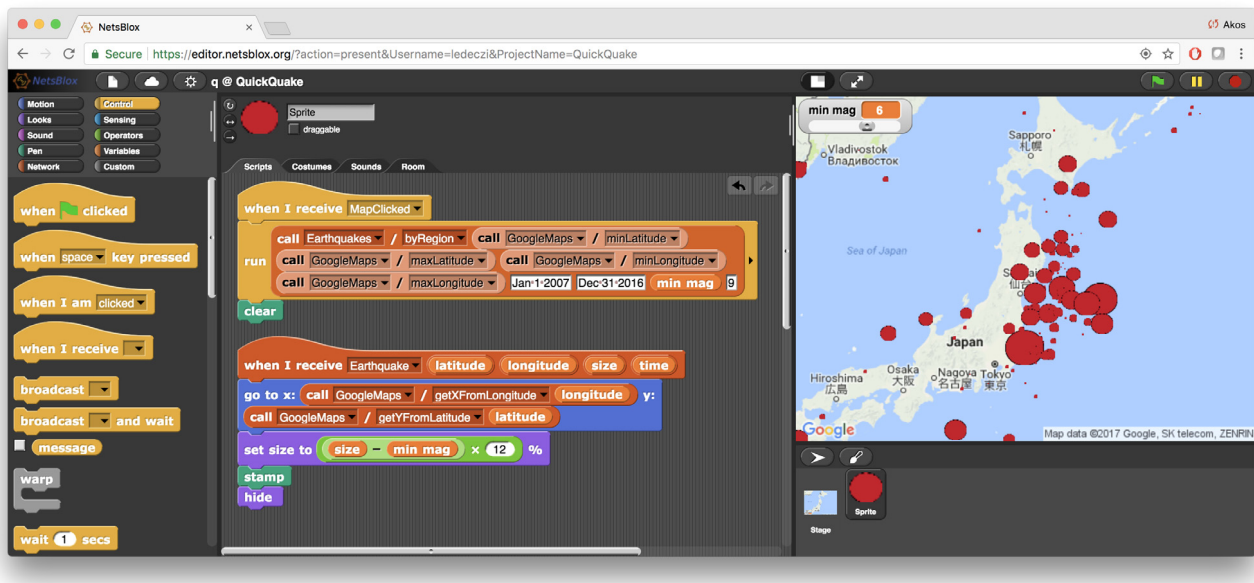 NetsBlox
Akos
Secure https://editor.netsblox.org/?action=present&Username=ledeczi&ProjectName=QuickQuake
NetsBlox
q @ QuickQuake
Motion Control
Looks Sensing
Sound Operators
Pen Variables
Network Custom
when clicked
when space key pressed
when I am clicked
when I receive
broadcast
broadcast and wait
message
warp
wait 1 secs
Sprite
draggable
Scripts Costumes Sounds Room
when I receive MapClicked
run call Earthquakes / byRegion call GoogleMaps / minLatitude
call GoogleMaps / maxLatitude call GoogleMaps / minLongitude
call GoogleMaps / maxLongitude Jan·1·2007 Dec·31·2016 min mag 9
clear
when I receive Earthquake latitude longitude size time
go to x: call GoogleMaps / getXFromLongitude longitude y:
call GoogleMaps / getYFromLatitude latitude
set size to size - min mag × 12 %
stamp
hide
min mag 6
Sapporo
札幌
Vladivostok
Владивосток
Sea of Japan
仙台
Japan
Hiroshima
広島
Osaka
大阪
Nagoya
名古屋
Tokyo
東京
Google
Map data ©2017 Google, SK telecom, ZENRIN
Stage
Sprite